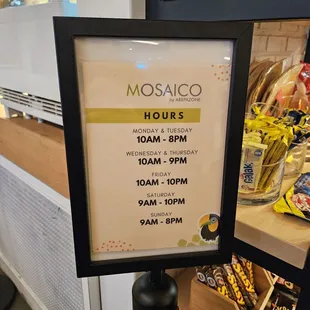 MOSAICO
by AREPAZONE
HOURS
MONDAY & TUESDAY
10AM - 8PM
WEDNESDAY & THURSDAY
10AM - 9PM
FRIDAY
10AM - 10PM
SATURDAY
9AM - 10PM
SUNDAY
9AM - 8PM